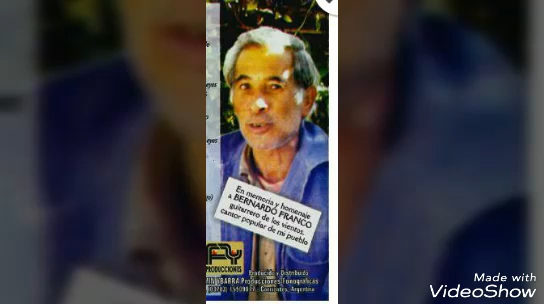 En memoria y homenaje
a BERNARDO FRANCO
guitarrero de los vientos,
cantor popular de mi pueblo
PRODUCCIONES
Producido y Distribuido
Producciones Fonográficas
Corrientes, Argentina
Made with
VideoShow